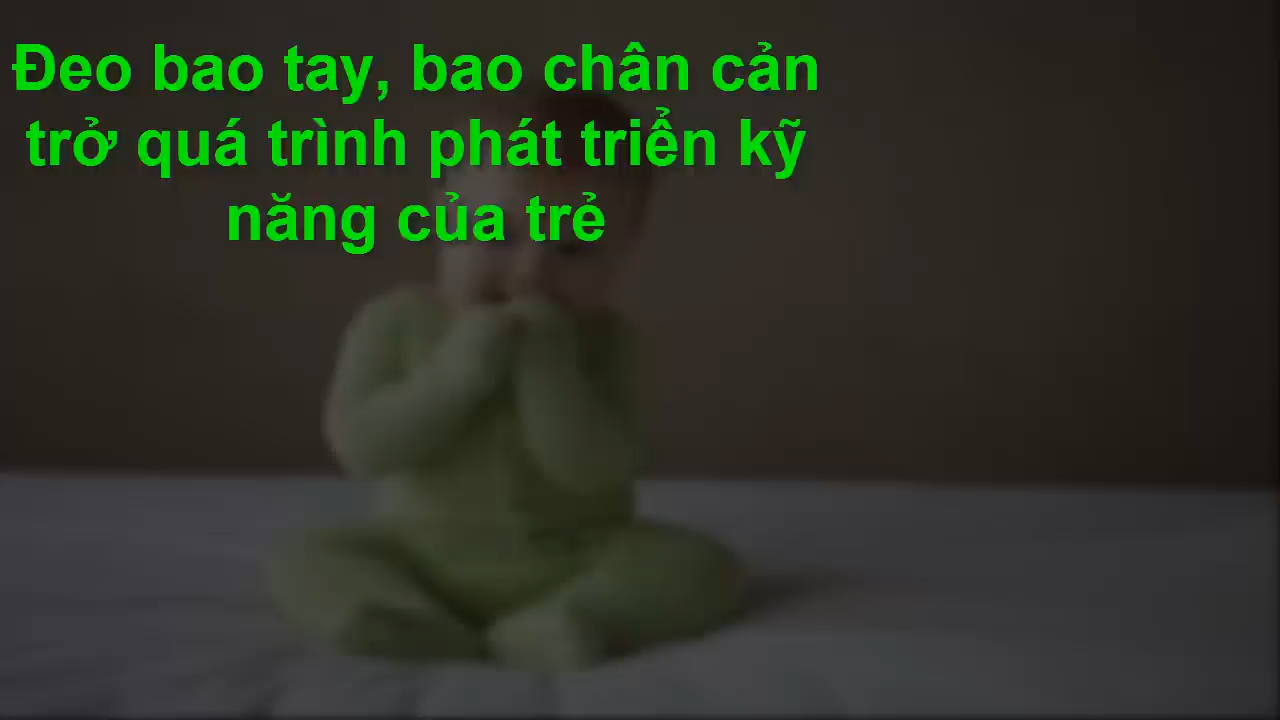 Đeo bao tay, bao chân cản
trở quá trình phát triển kỹ
năng của trẻ